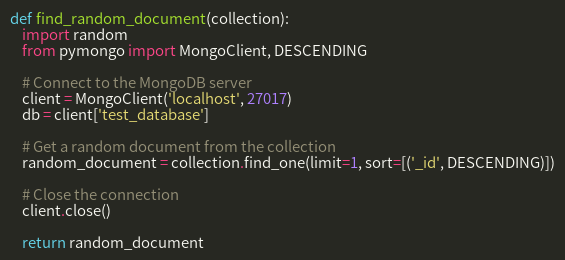 def find_random_document(collection):
    import random
    from pymongo import MongoClient, DESCENDING

    # Connect to the MongoDB server
    client = MongoClient('localhost', 27017)
    db = client['test_database']

    # Get a random document from the collection
    random_document = collection.find_one(limit=1, sort=[('_id', DESCENDING)])

    # Close the connection
    client.close()

    return random_document